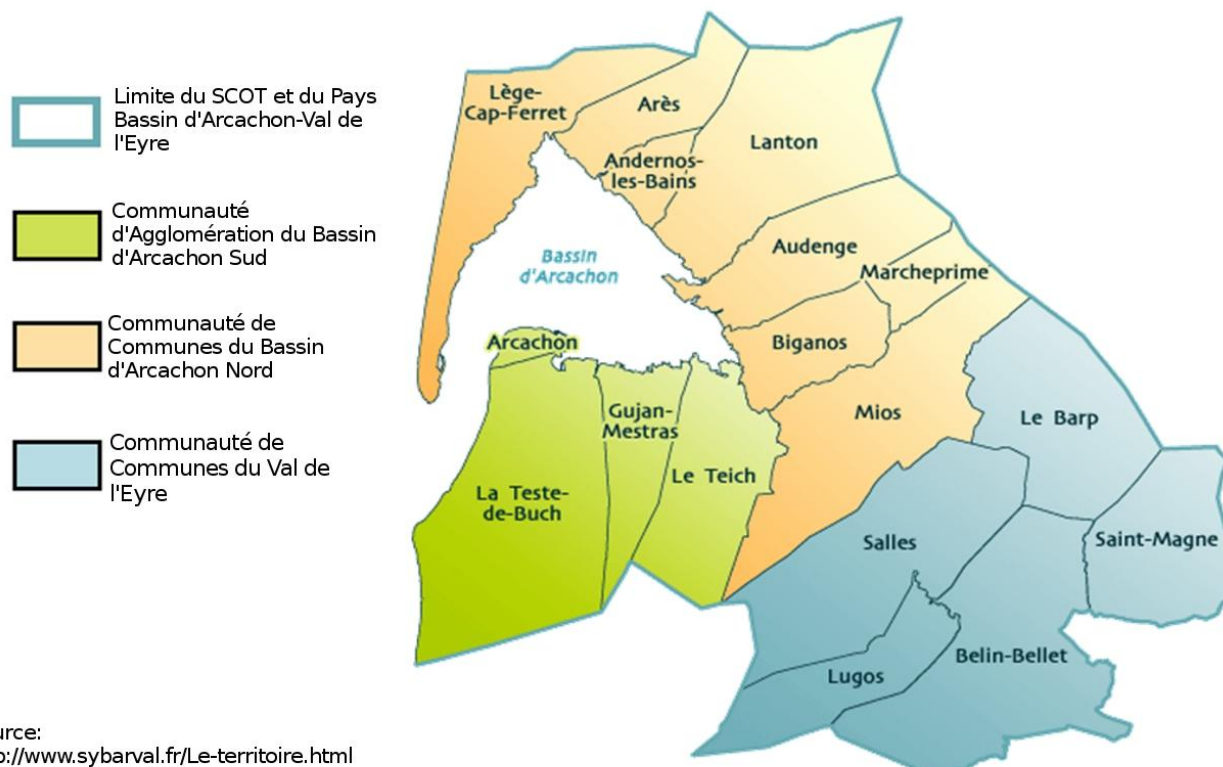 Limite du SCOT et du Pays
Bassin d'Arcachon-Val de
l'Eyre
Communauté
d'Agglomération du Bassin
d'Arcachon Sud
Communauté de
Communes du Bassin
d'Arcachon Nord
Communauté de
Communes du Val de
l'Eyre
Lège-
Cap-Ferret
Arès
Andernos-
les-Bains
Lanton
Bassin
d'Arcachon
Audenge
Marcheprime
Biganos
Arcachon
Gujan-
Mestras
Mios
Le Barp
Le Teich
La Teste-
de-Buch
Salles
Saint-Magne
Belin-Bellet
Lugos
urce:
p://www.sybarval.fr/Le-territoire.html